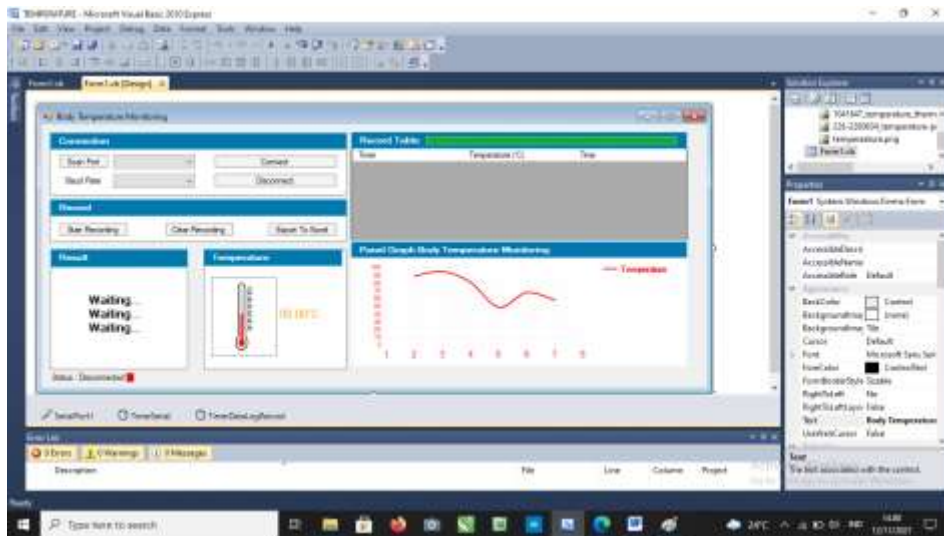 TEMPERATURE - Microsoft Visual Basic 2010 Express
File Edit View Project Debug Data Format Tools Window Help
Form1.vb Form1.vb [Design]
Solution Explorer
temperature.png
Form1.vb
Body Temperature Monitoring
Connection
Scan Port Connect
Baud Rate Disconnect
Record
Start Recording Clear Recording Export To Excel
Result
Waiting...
Waiting...
Waiting...
Temperature
00.00°C
Status : Disconnected
Record Table
Temperature (°C) Time
Panel Graph Body Temperature Monitoring
Temperature
1 2 3 4 5 6 7 8
SerialPort1 TimerSerial TimerDataLogRecord
Properties
Form1 System.Windows.Forms.Form
AccessibleName
AccessibleRole Default
Appearance
BackColor Control
(none)
Tile
Cursor Default
Font Microsoft Sans Seri
ForeColor ControlText
FormBorderStyle Sizable
RightToLeft No
RightToLeftLayout False
Text Body Temperature
UseWaitCursor False
Text
The text associated with the control.
Error List
0 Errors 0 Warnings 0 Messages
Description File Line Column Project
Ready
Type here to search
24°C